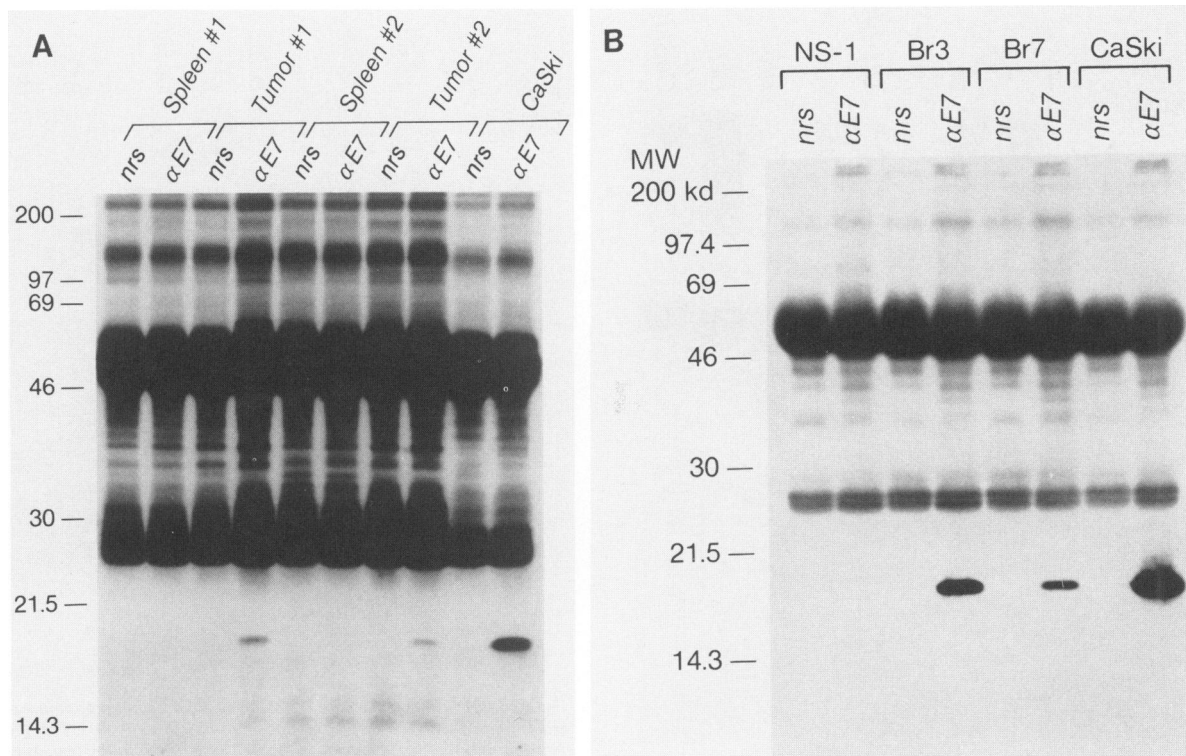 A
Spleen #1
Tumor #1
Spleen #2
Tumor #2
CaSki
nrs αE7 nrs αE7 nrs αE7 nrs αE7 nrs αE7
200
97
69
46
30
21.5
14.3
B
NS-1 Br3 Br7 CaSki
nrs αE7 nrs αE7 nrs αE7 nrs αE7
MW
200 kd
97.4
69
46
30
21.5
14.3